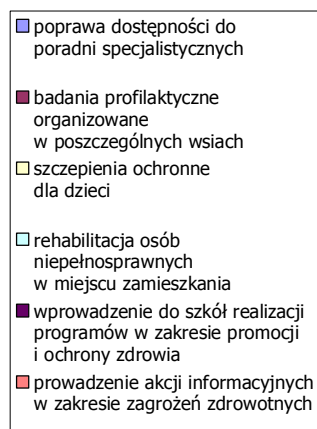 poprawa dostępności do
poradni specjalistycznych
badania profilaktyczne
organizowane
w poszczególnych wsiach
szczepienia ochronne
dla dzieci
rehabilitacja osób
niepełnosprawnych
w miejscu zamieszkania
wprowadzenie do szkół realizacji
programów w zakresie promocji
i ochrony zdrowia
prowadzenie akcji informacyjnych
w zakresie zagrożeń zdrowotnych